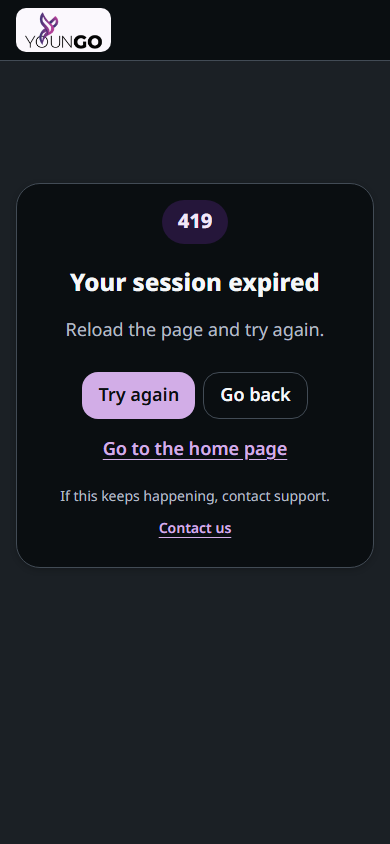 YOUNGO
419
Your session expired
Reload the page and try again.
Try again
Go back
Go to the home page
If this keeps happening, contact support.
Contact us